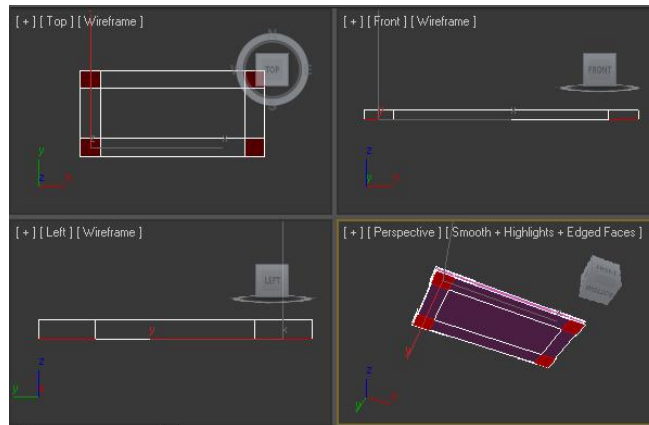 [ + ] [ Top ] [ Wireframe ]
TOP
y
z
x
[ + ] [ Front ] [ Wireframe ]
FRONT
z
y
x
[ + ] [ Left ] [ Wireframe ]
LEFT
z
y
[ + ] [ Perspective ] [ Smooth + Highlights + Edged Faces ]
z
y